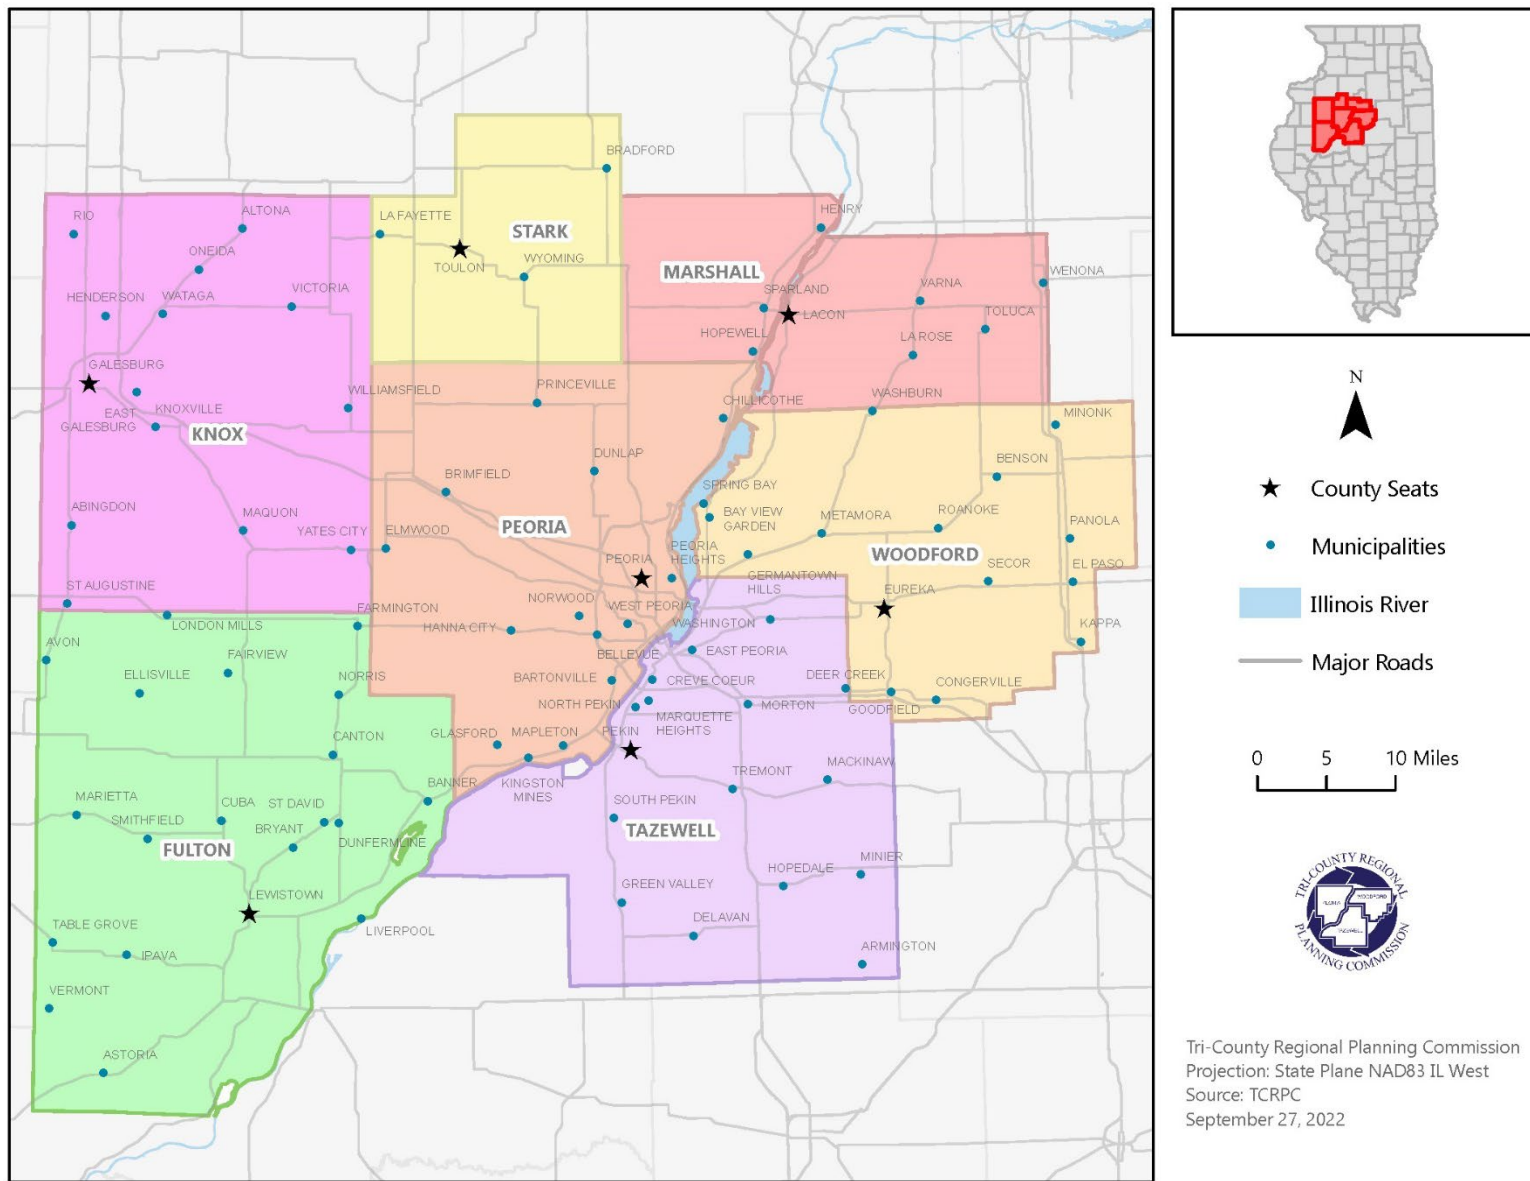 BRADFORD
RIO
ALTONA
LA FAYETTE
STARK
HENRY
ONEIDA
TOULON
WYOMING
MARSHALL
WENONA
HENDERSON
WATAGA
VICTORIA
SPARLAND
LACON
VARNA
TOLUCA
HOPEWELL
LA ROSE
GALESBURG
WILLIAMSFIELD
PRINCEVILLE
WASHBURN
EAST
GALESBURG
KNOXVILLE
KNOX
CHILLICOTHE
MINONK
DUNLAP
BENSON
BRIMFIELD
SPRING BAY
ABINGDON
MAQUON
YATES CITY
ELMWOOD
PEORIA
BAY VIEW
GARDEN
METAMORA
ROANOKE
PANOLA
PEORIA
PEORIA
HEIGHTS
WOODFORD
SECOR
EL PASO
ST AUGUSTINE
GERMANTOWN
HILLS
EUREKA
LONDON MILLS
FARMINGTON
HANNA CITY
NORWOOD
WEST PEORIA
WASHINGTON
KAPPA
AVON
FAIRVIEW
BELLEVUE
EAST PEORIA
ELLISVILLE
NORRIS
BARTONVILLE
CREVE COEUR
DEER CREEK
CONGERVILLE
NORTH PEKIN
MORTON
GOODFIELD
GLASFORD
MAPLETON
PEKIN
MARQUETTE
HEIGHTS
CANTON
BANNER
KINGSTON
MINES
TREMONT
MACKINAW
MARIETTA
SMITHFIELD
CUBA
ST DAVID
BRYANT
DUNFERMLINE
SOUTH PEKIN
FULTON
TAZEWELL
HOPEDALE
MINIER
LEWISTOWN
GREEN VALLEY
TABLE GROVE
LIVERPOOL
DELAVAN
IPAVA
ARMINGTON
VERMONT
ASTORIA
N
County Seats
Municipalities
Illinois River
Major Roads
0 5 10 Miles
TRI-COUNTY REGIONAL
PEORIA
WOODFORD
TAZEWELL
PLANNING COMMISSION
Tri-County Regional Planning Commission
Projection: State Plane NAD83 IL West
Source: TCRPC
September 27, 2022